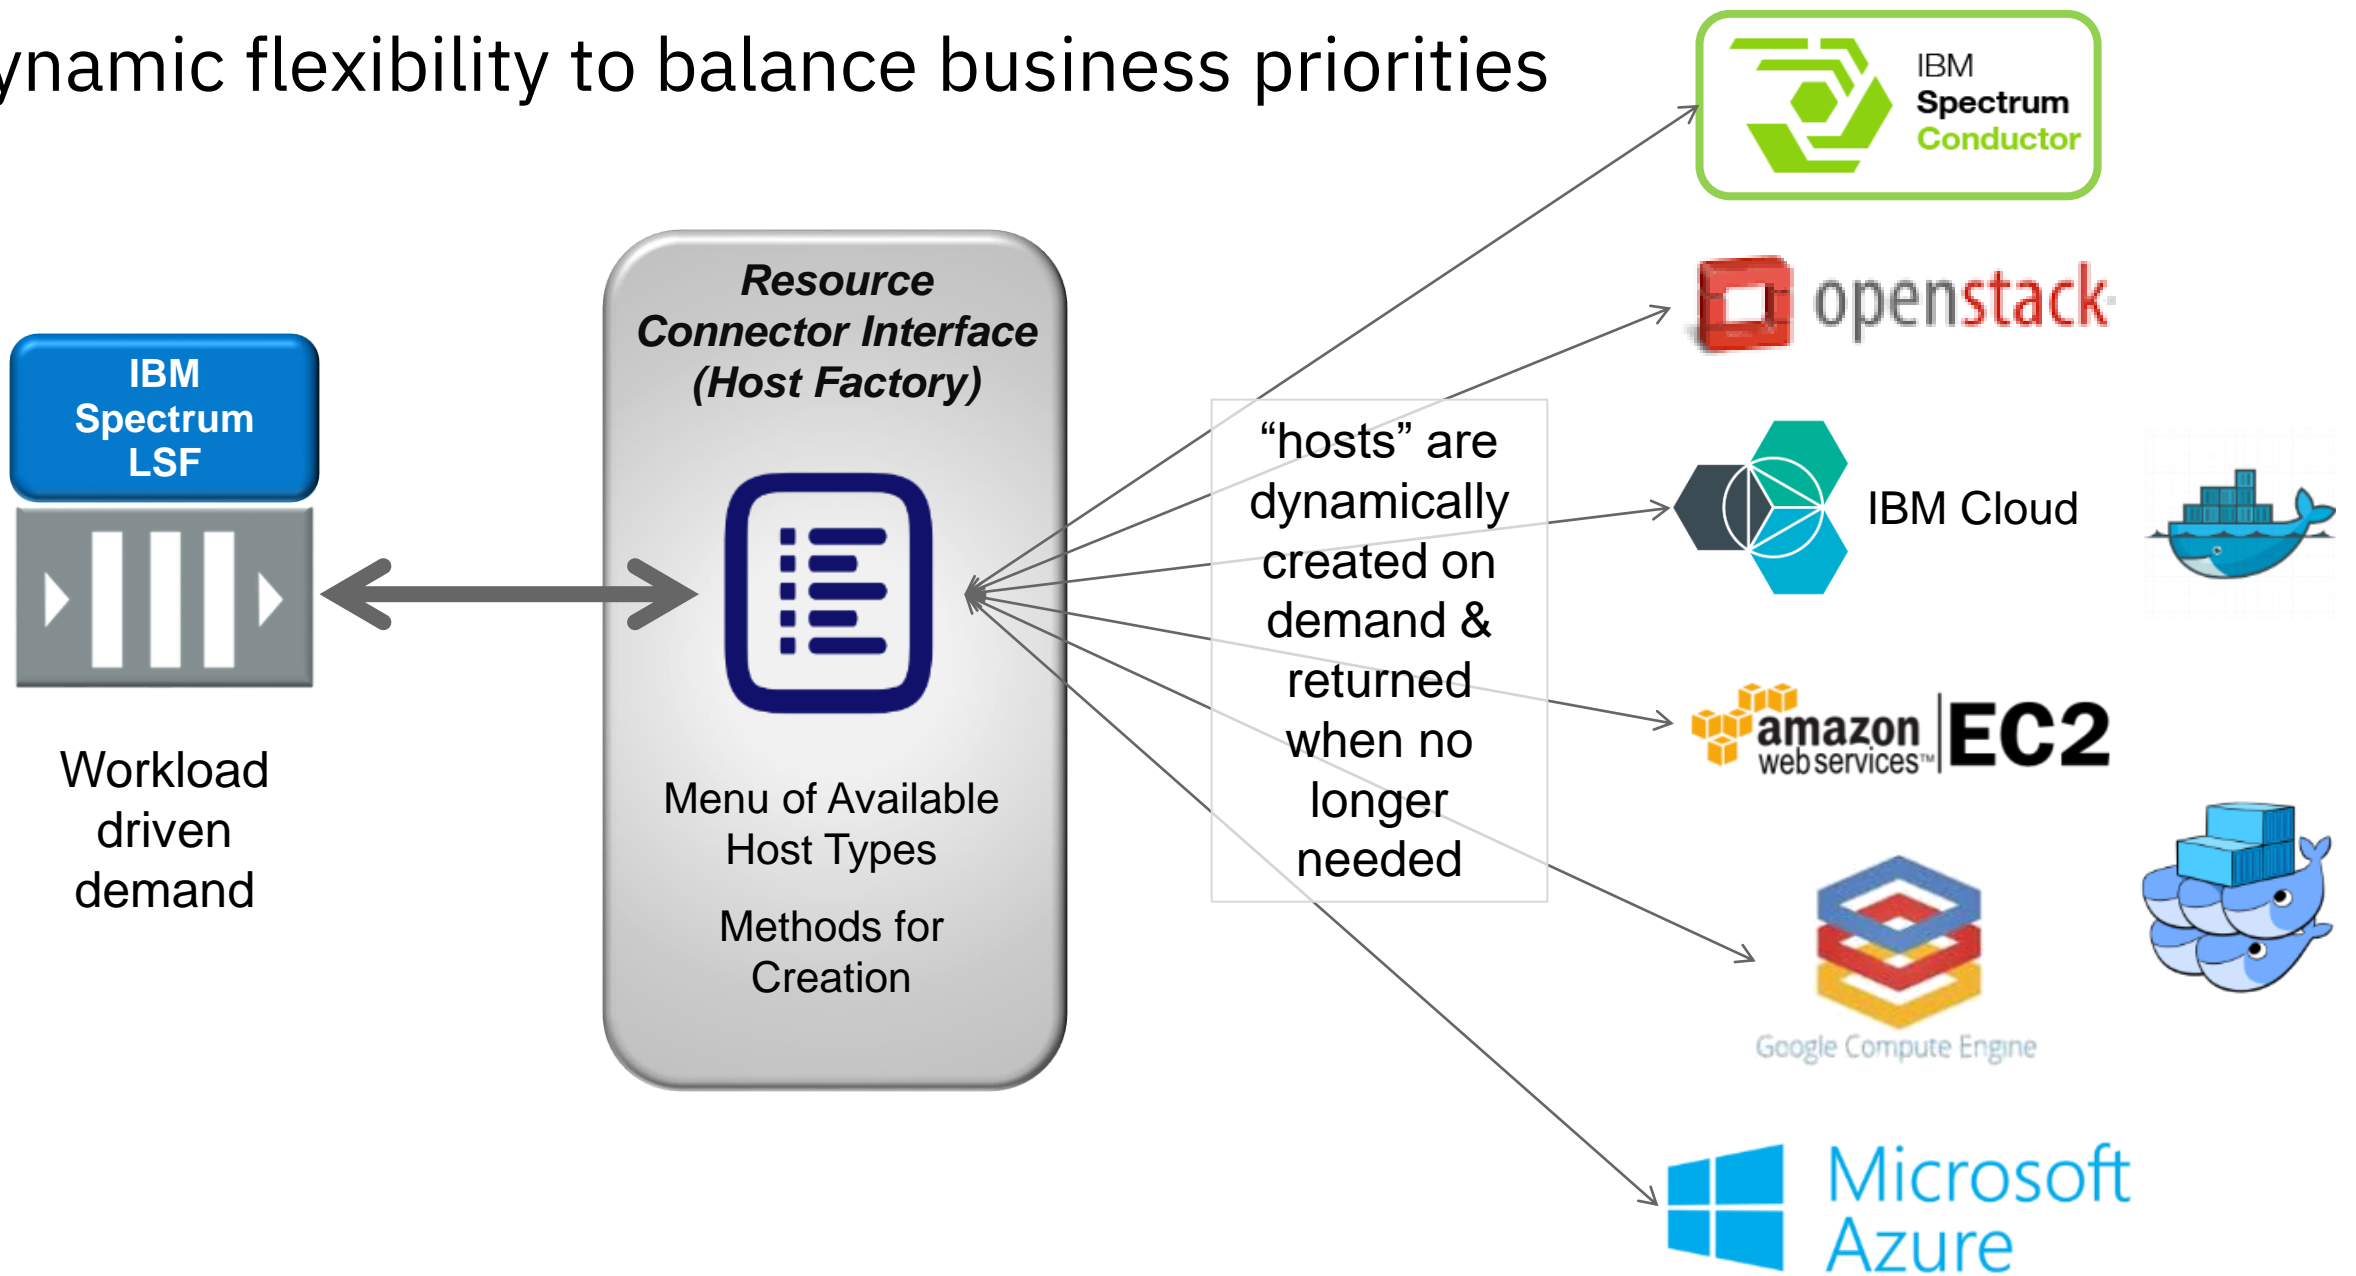 ynamic flexibility to balance business priorities
IBM
Spectrum
Conductor
openstack
IBM Cloud
amazon
web services™
EC2
Google Compute Engine
Microsoft
Azure
IBM
Spectrum
LSF
Workload
driven
demand
Resource
Connector Interface
(Host Factory)
Menu of Available
Host Types
Methods for
Creation
“hosts” are
dynamically
created on
demand &
returned
when no
longer
needed